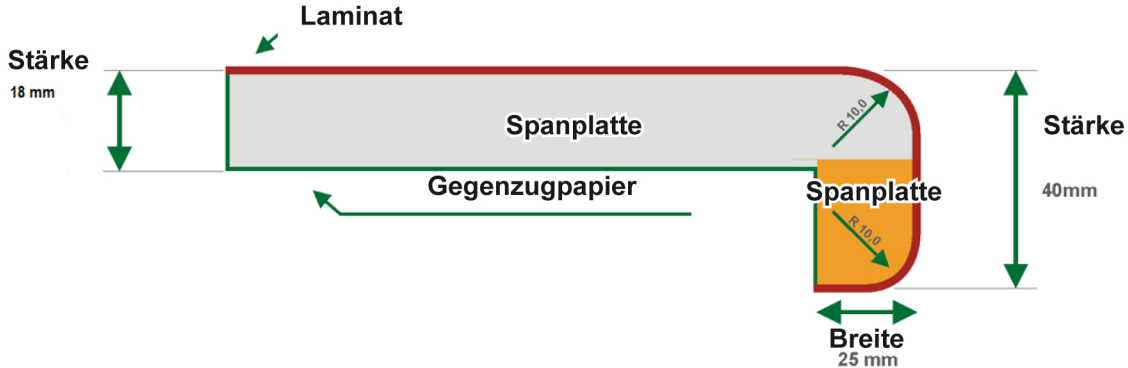 Laminat
Stärke
18 mm
R 10,0
Spanplatte
Stärke
Gegenzugpapier
Spanplatte
40mm
R 10,0
Breite
25 mm